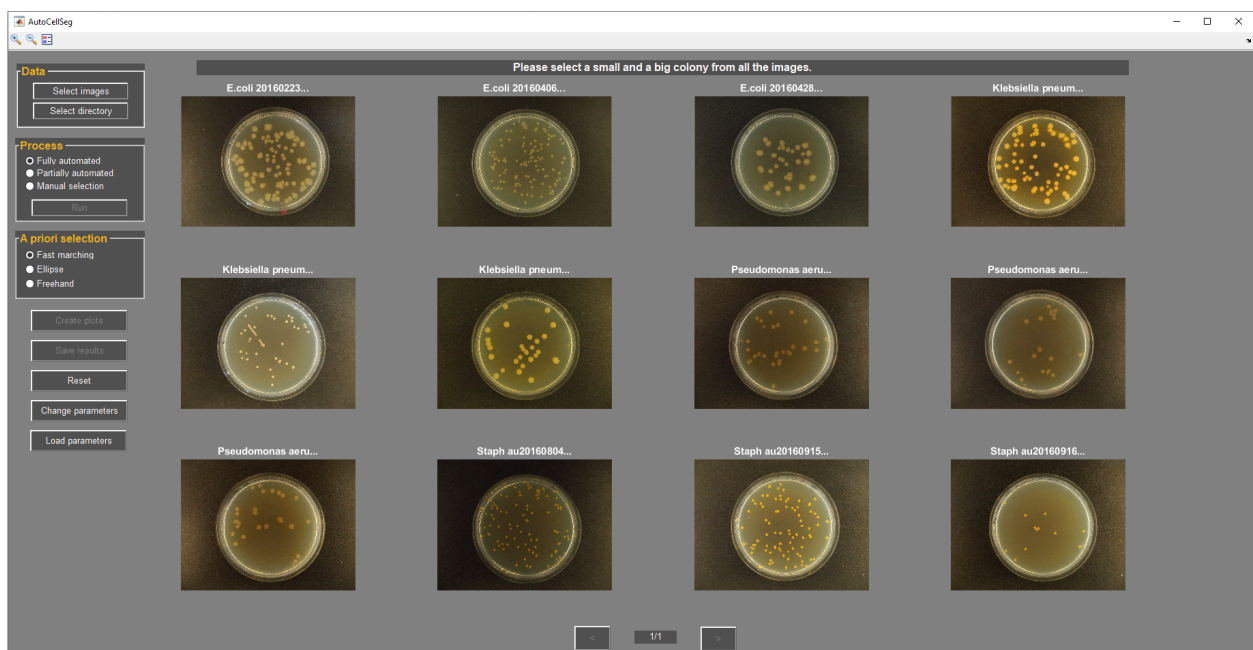 AutoCellSeg
Data
Select images
Select directory
Process
Fully automated
Partially automated
Manual selection
Run
A priori selection
Fast marching
Ellipse
Freehand
Create plots
Save results
Reset
Change parameters
Load parameters
Please select a small and a big colony from all the images.
E.coli 20160223...
E.coli 20160406...
E.coli 20160428...
Klebsiella pneum...
Klebsiella pneum...
Klebsiella pneum...
Pseudomonas aeru...
Pseudomonas aeru...
Pseudomonas aeru...
Staph au20160804...
Staph au20160915...
Staph au20160916...
<
1/1
>